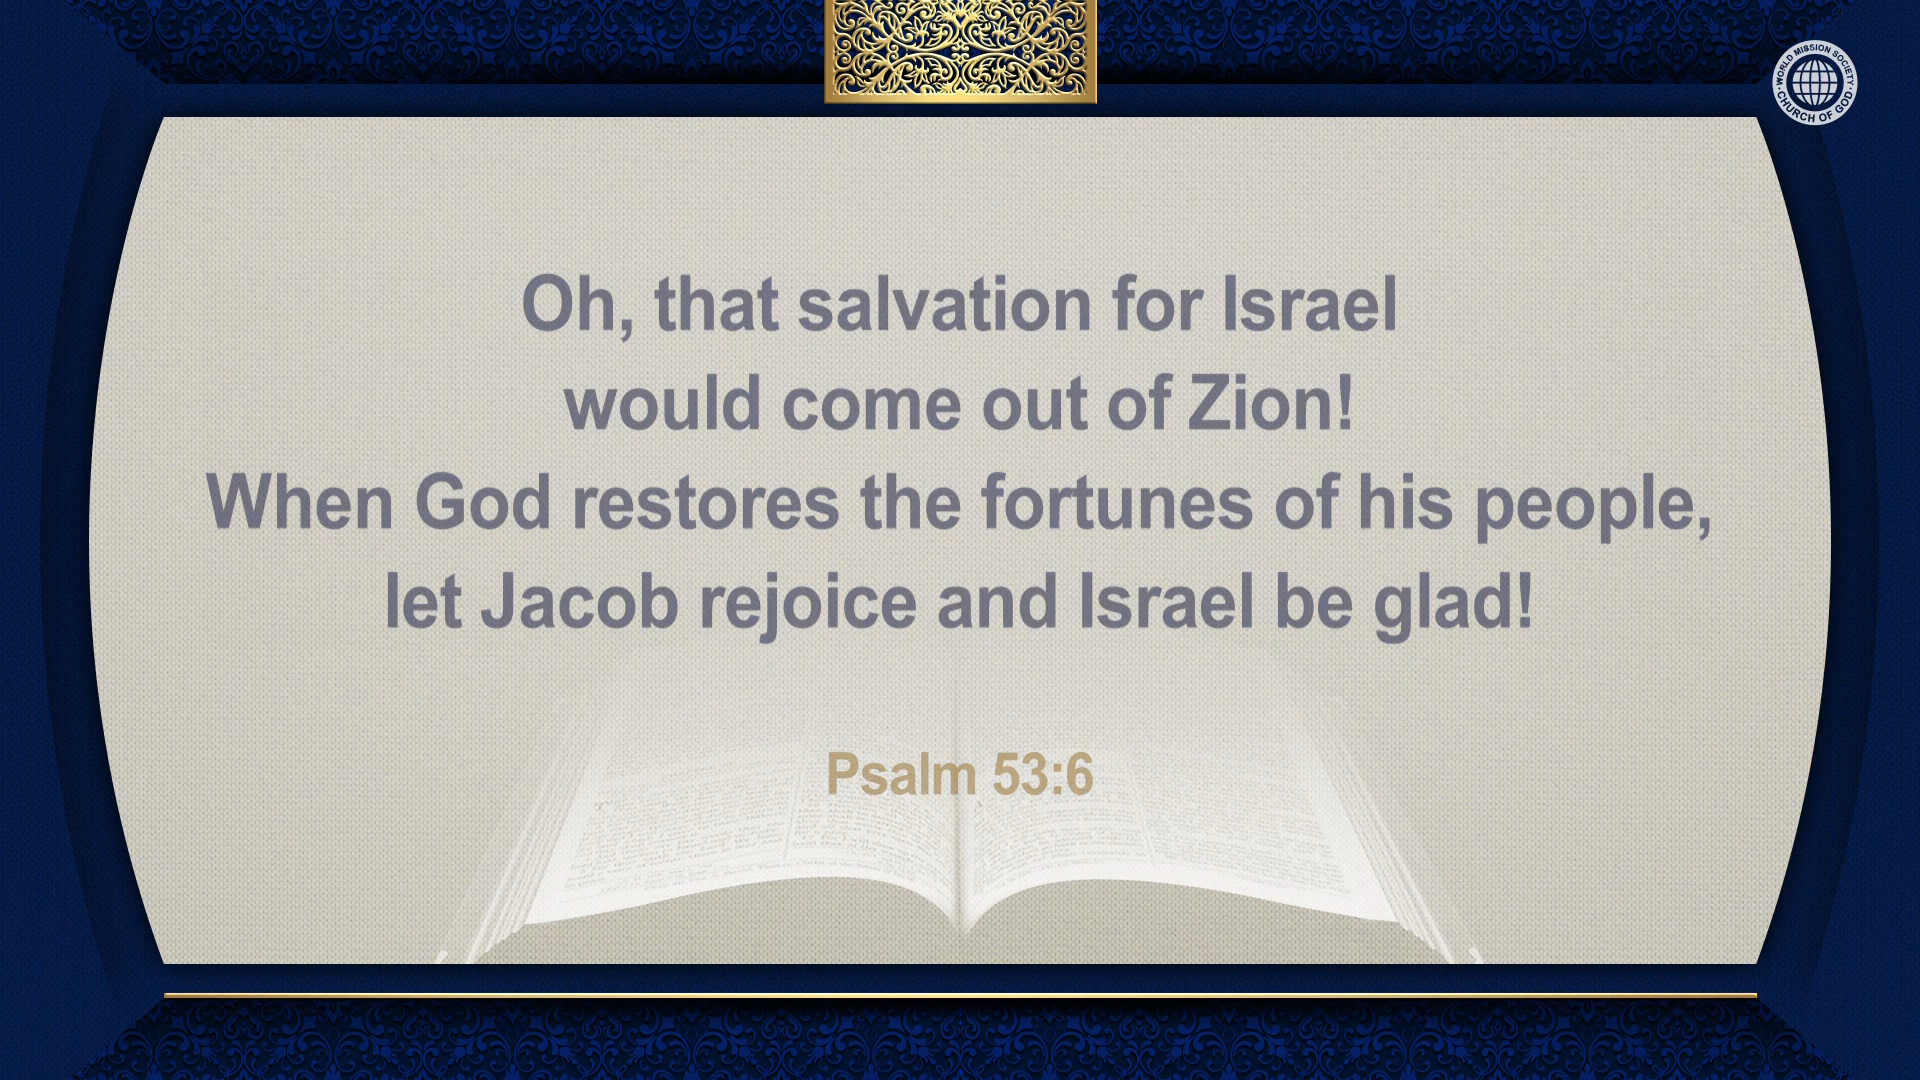 WORLD MISSION SOCIETY
CHURCH OF GOD
Oh, that salvation for Israel
would come out of Zion!
When God restores the fortunes of his people,
let Jacob rejoice and Israel be glad!
Psalm 53:6